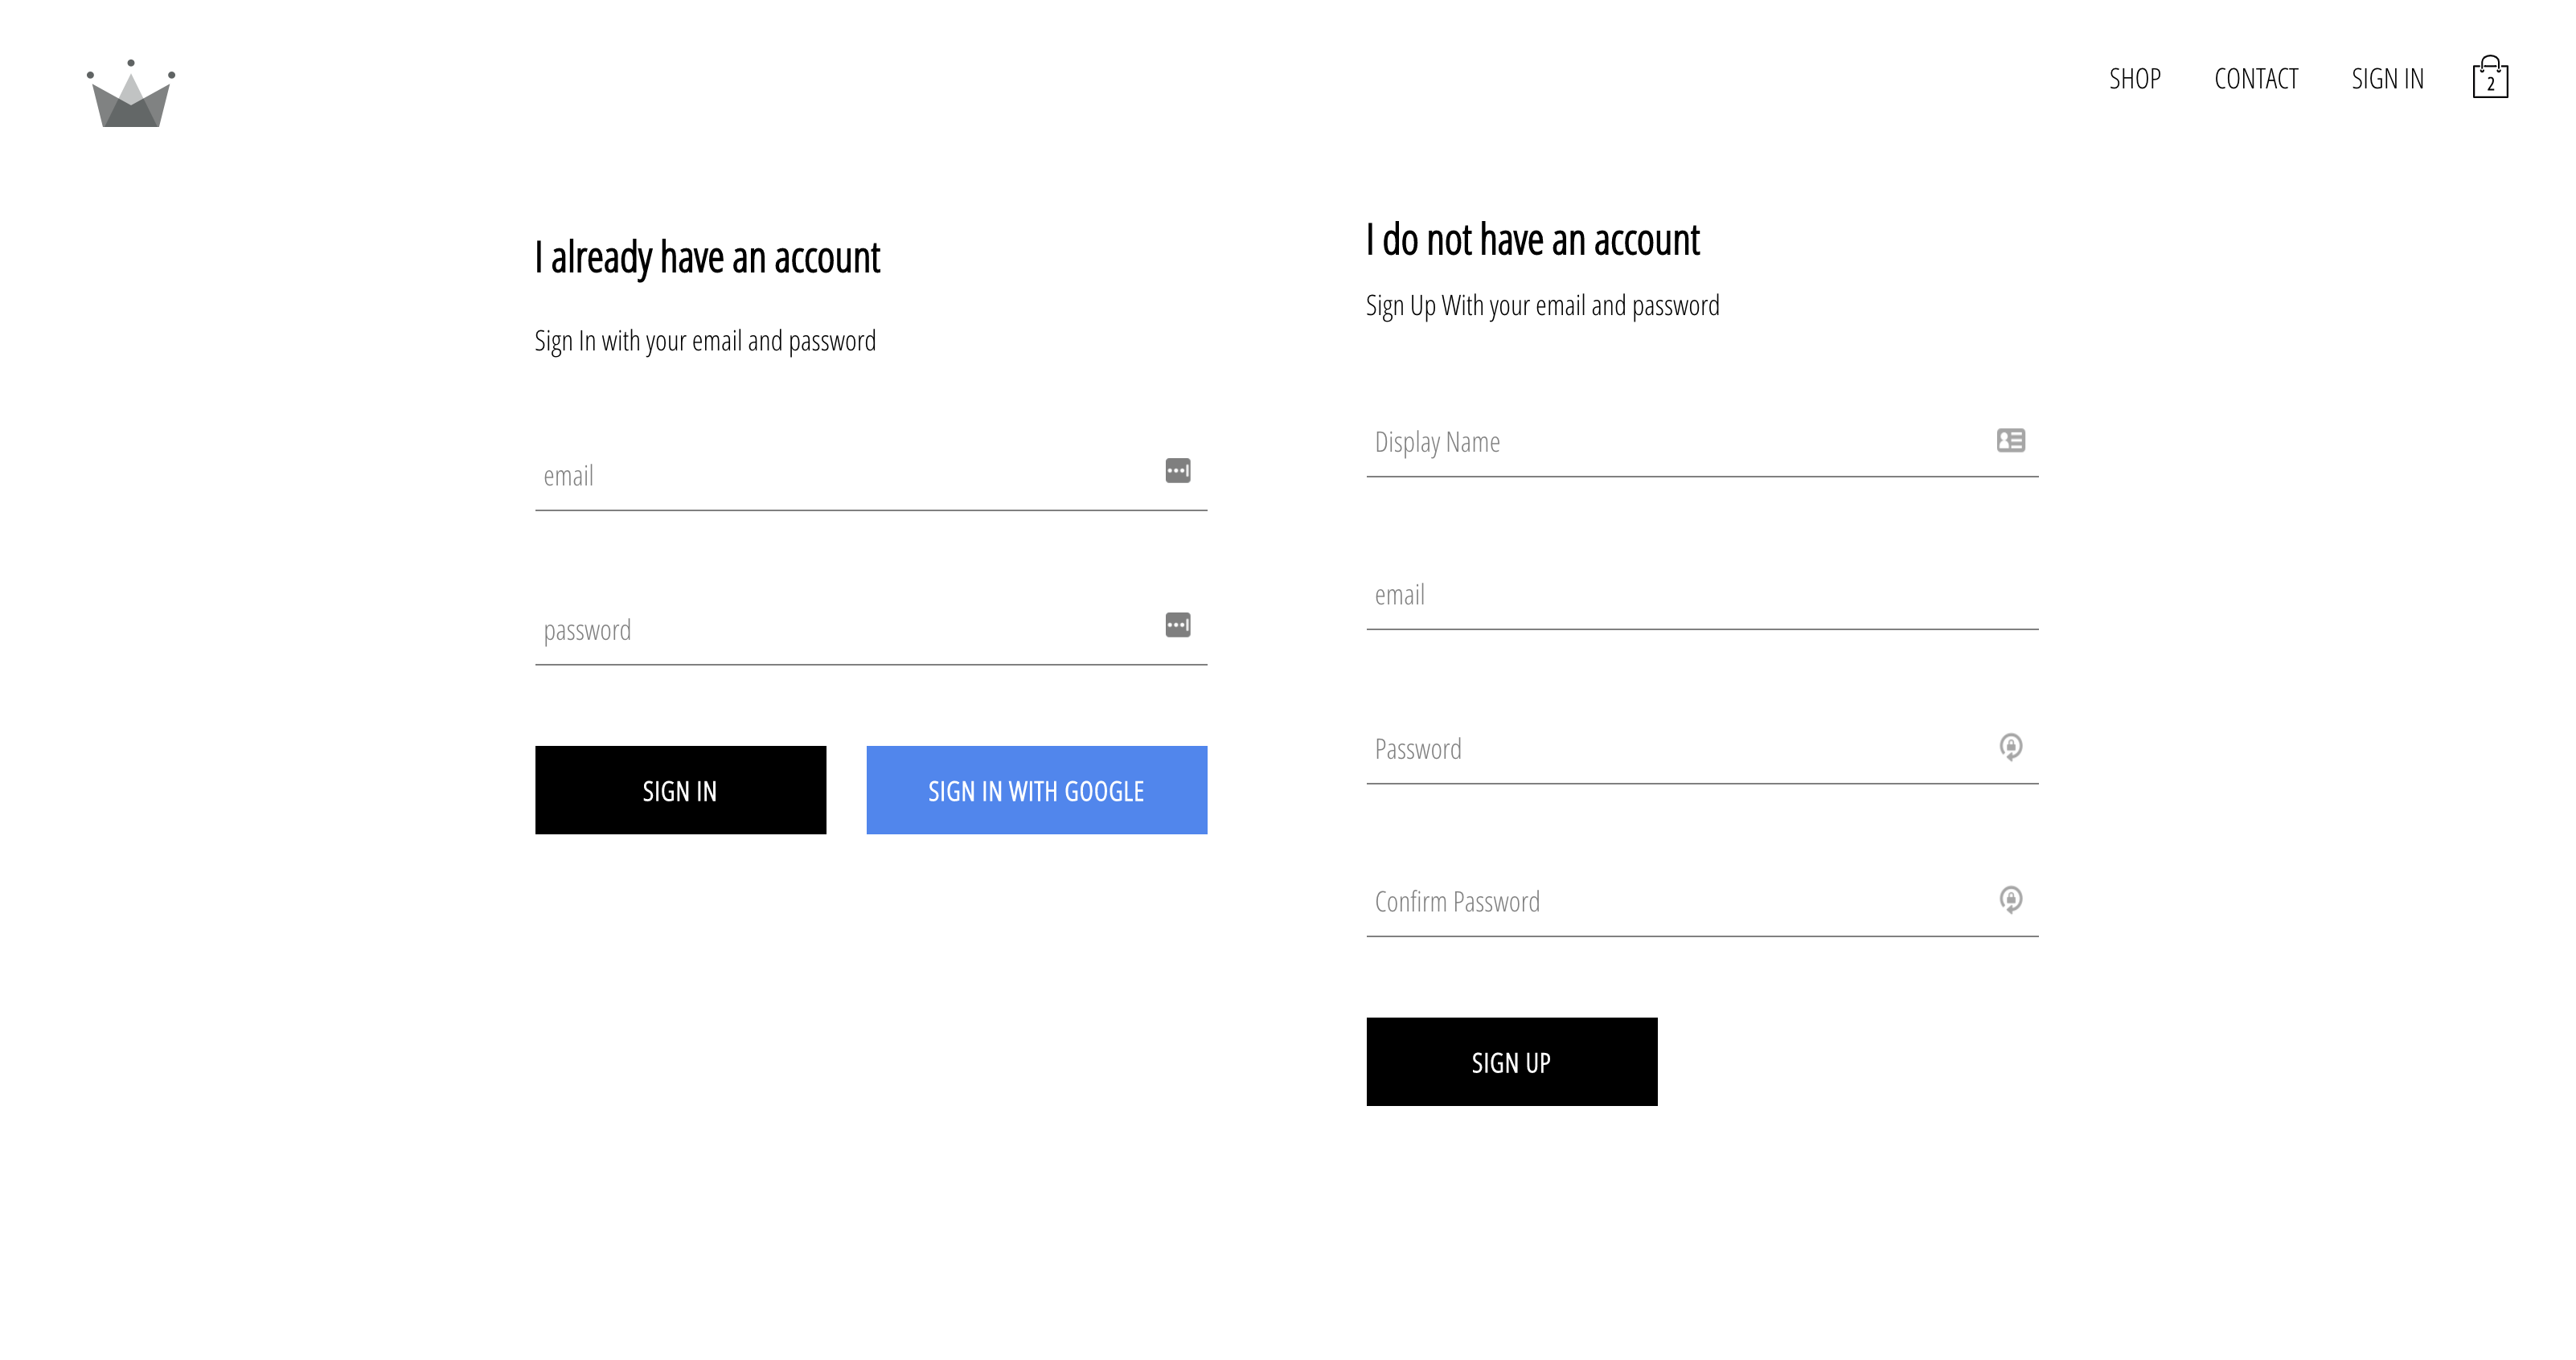 SHOP
CONTACT
SIGN IN
2
I already have an account
Sign In with your email and password
email
password
SIGN IN
SIGN IN WITH GOOGLE
I do not have an account
Sign Up With your email and password
Display Name
email
Password
Confirm Password
SIGN UP